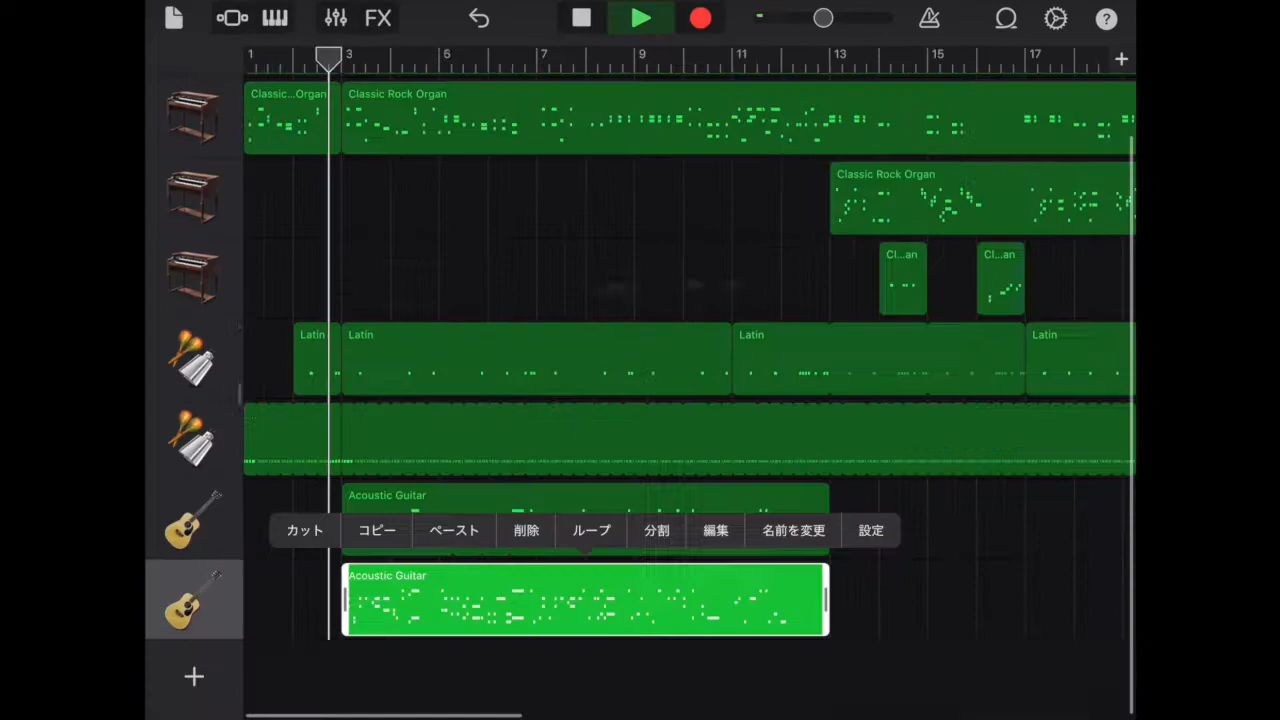 FX
?
1 3 6 7 9 11 13 15 17 +
Classic...Organ Classic Rock Organ
Classic Rock Organ
Cl...an Cl...an
Latin Latin Latin Latin
Acoustic Guitar
カット コピー ペースト 削除 ループ 分割 編集 名前を変更 設定
Acoustic Guitar
+